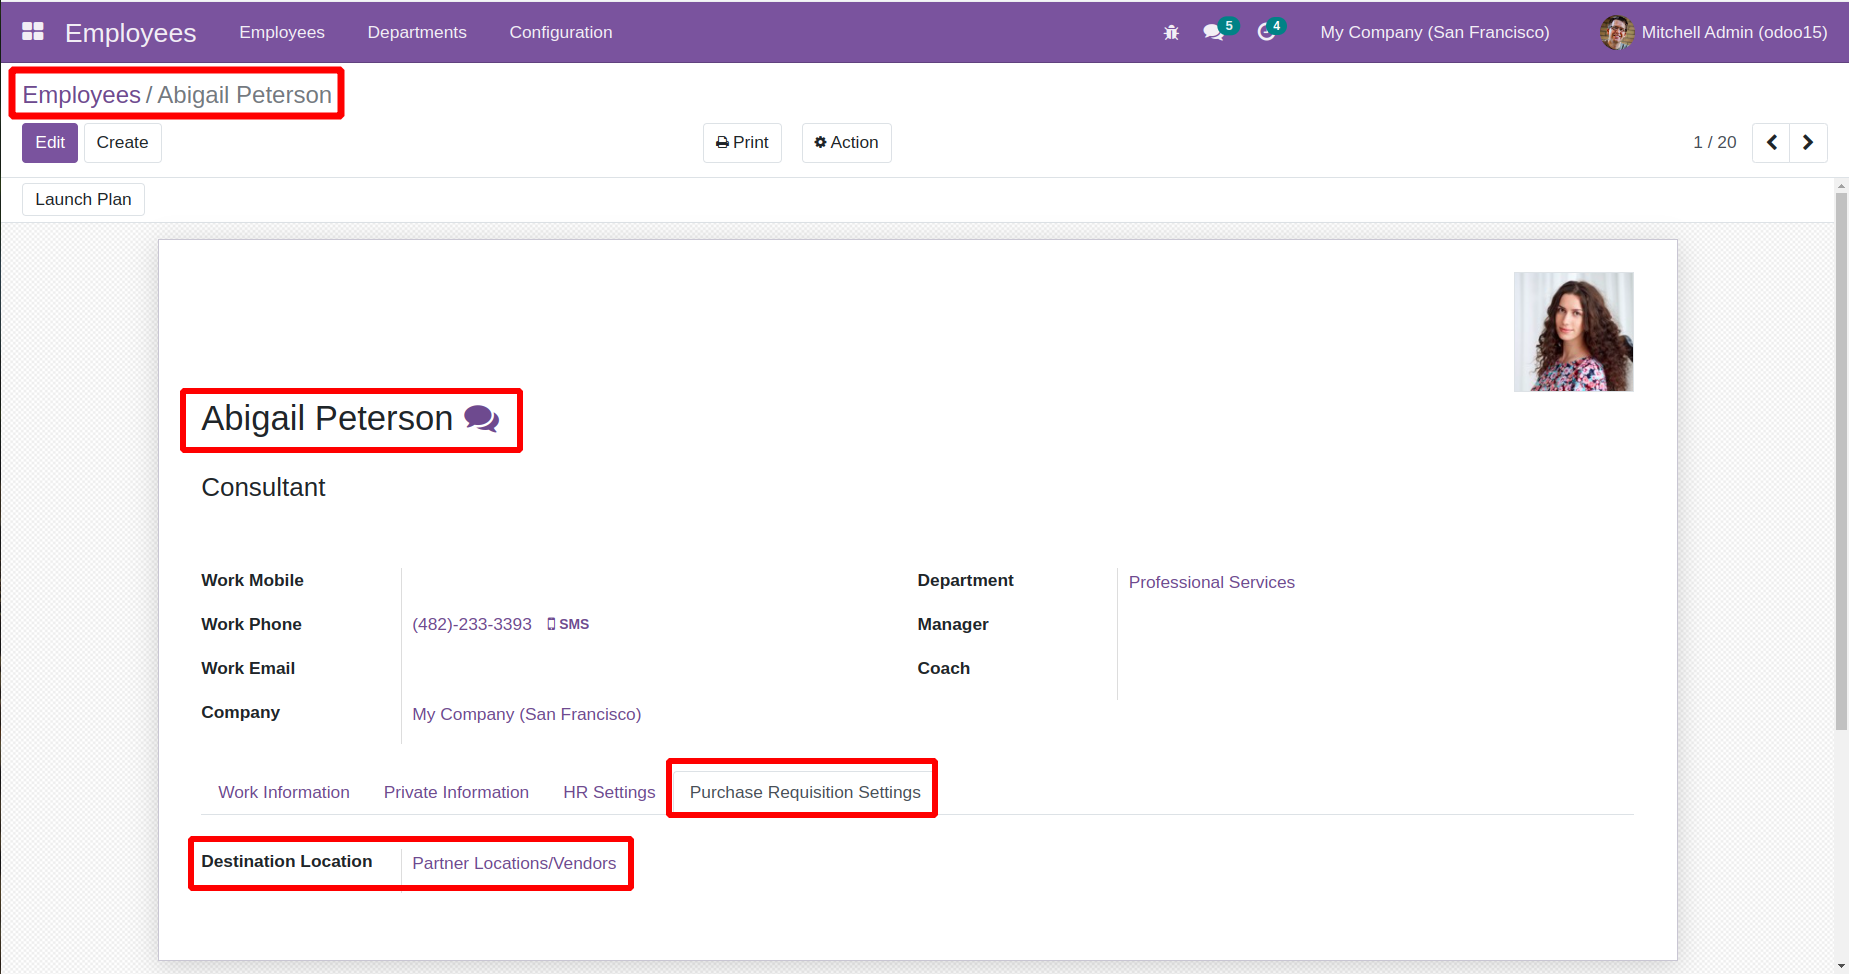 Employees Employees Departments Configuration 5 4 My Company (San Francisco) Mitchell Admin (odoo15)
Employees / Abigail Peterson
Edit Create Print Action 1 / 20
Launch Plan
Abigail Peterson
Consultant
Work Mobile Department Professional Services
Work Phone (482)-233-3393 SMS Manager
Work Email Coach
Company My Company (San Francisco)
Work Information Private Information HR Settings Purchase Requisition Settings
Destination Location Partner Locations/Vendors